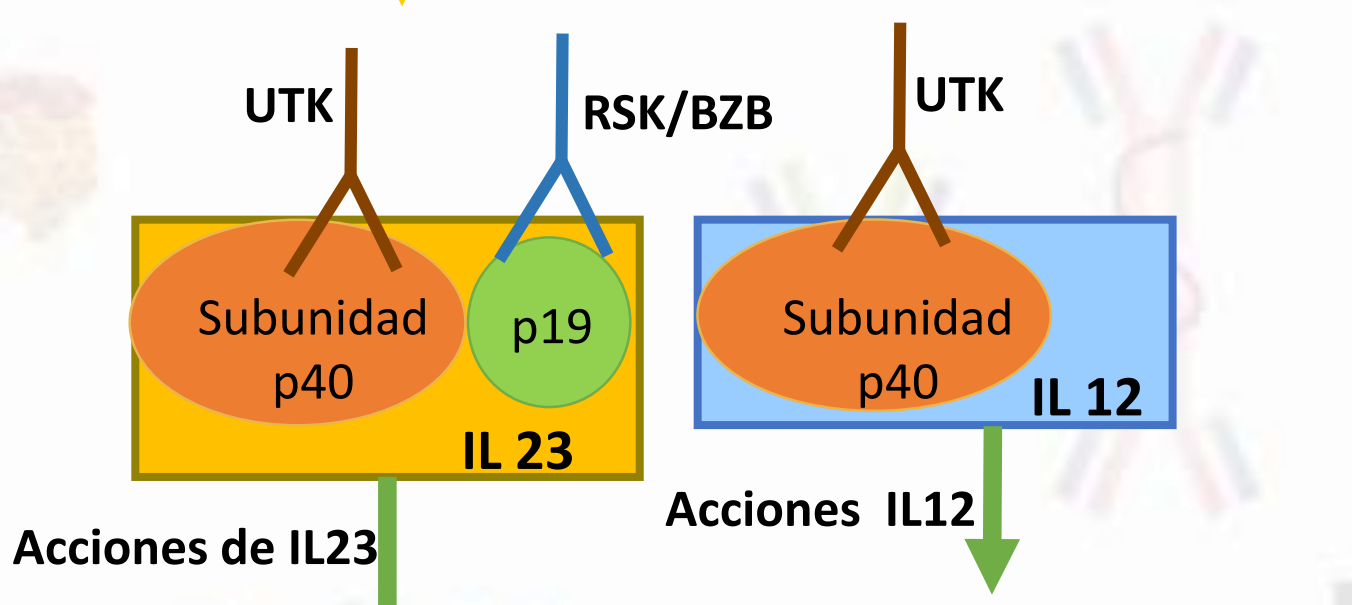 UTK
RSK/BZB
UTK
Subunidad
p40
p19
IL 23
Subunidad
p40
IL 12
Acciones de IL23
Acciones  IL12